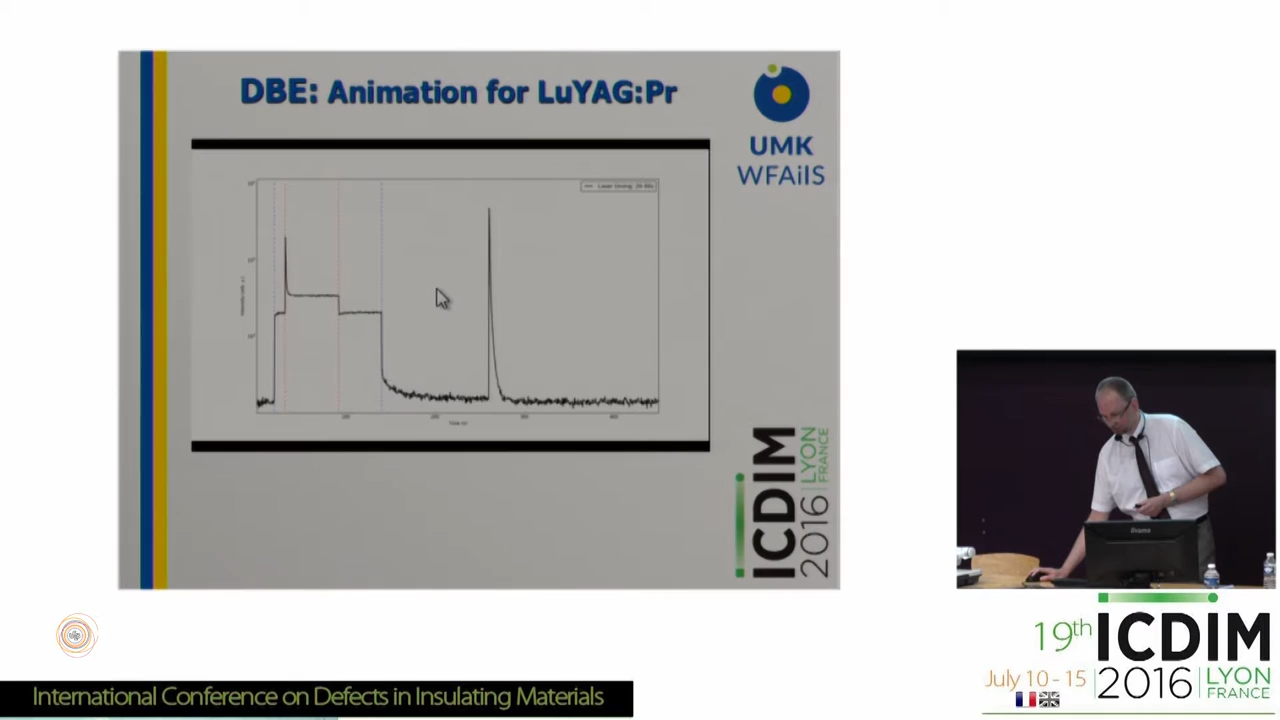 DBE: Animation for LuYAG:Pr
UMK
WFAiIS
ICDIM
2016 LYON
FRANCE
iiyama
19th ICDIM
July 10 - 15 2016 LYON
FRANCE
International Conference on Defects in Insulating Materials